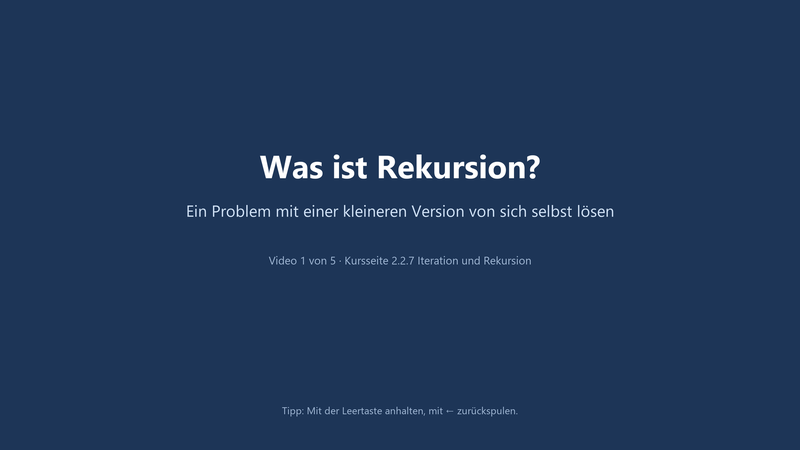 Was ist Rekursion?
Ein Problem mit einer kleineren Version von sich selbst lösen
Video 1 von 5 · Kursseite 2.2.7 Iteration und Rekursion
Tipp: Mit der Leertaste anhalten, mit ← zurückspulen.